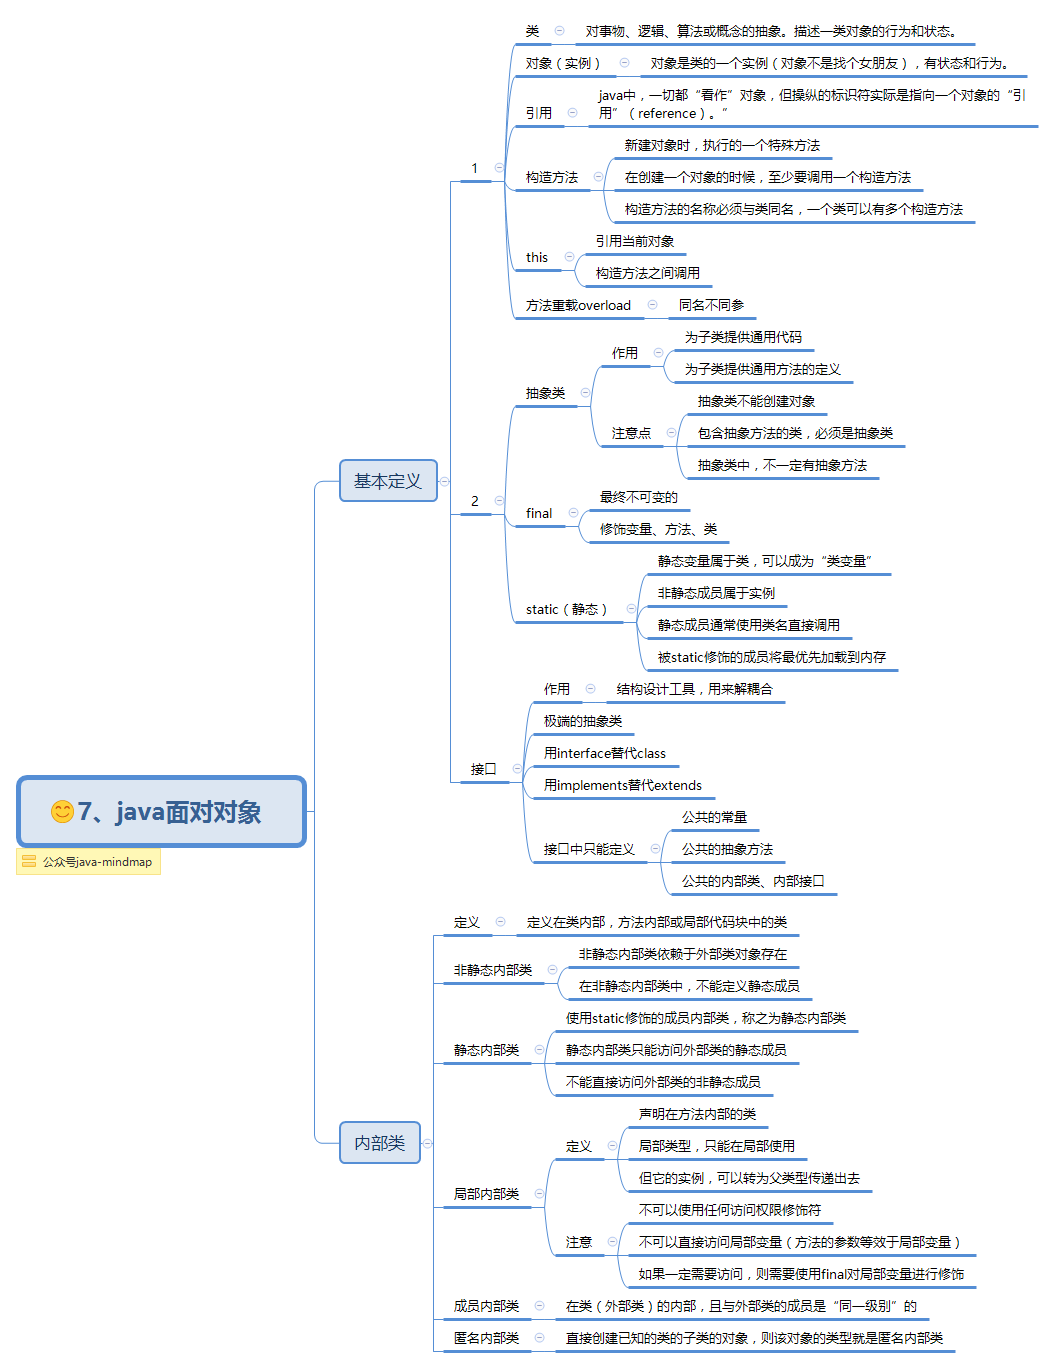 7、java面对对象
公众号java-mindmap
基本定义
1
类
对事物、逻辑、算法或概念的抽象。描述一类对象的行为和状态。
对象（实例）
对象是类的一个实例（对象不是找个女朋友），有状态和行为。
引用
java中，一切都“看作”对象，但操纵的标识符实际是指向一个对象的“引
用”（reference）。“
构造方法
新建对象时，执行的一个特殊方法
在创建一个对象的时候，至少要调用一个构造方法
构造方法的名称必须与类同名，一个类可以有多个构造方法
this
引用当前对象
构造方法之间调用
方法重载overload
同名不同参
2
抽象类
作用
为子类提供通用代码
为子类提供通用方法的定义
注意点
抽象类不能创建对象
包含抽象方法的类，必须是抽象类
抽象类中，不一定有抽象方法
final
最终不可变的
修饰变量、方法、类
static（静态）
静态变量属于类，可以成为“类变量”
非静态成员属于实例
静态成员通常使用类名直接调用
被static修饰的成员将最优先加载到内存
接口
作用
结构设计工具，用来解耦合
极端的抽象类
用interface替代class
用implements替代extends
接口中只能定义
公共的常量
公共的抽象方法
公共的内部类、内部接口
内部类
定义
定义在类内部，方法内部或局部代码块中的类
非静态内部类
非静态内部类依赖于外部类对象存在
在非静态内部类中，不能定义静态成员
静态内部类
使用static修饰的成员内部类，称之为静态内部类
静态内部类只能访问外部类的静态成员
不能直接访问外部类的非静态成员
局部内部类
定义
声明在方法内部的类
局部类型，只能在局部使用
但它的实例，可以转为父类型传递出去
注意
不可以使用任何访问权限修饰符
不可以直接访问局部变量（方法的参数等效于局部变量）
如果一定需要访问，则需要使用final对局部变量进行修饰
成员内部类
在类（外部类）的内部，且与外部类的成员是“同一级别”的
匿名内部类
直接创建已知的类的子类的对象，则该对象的类型就是匿名内部类